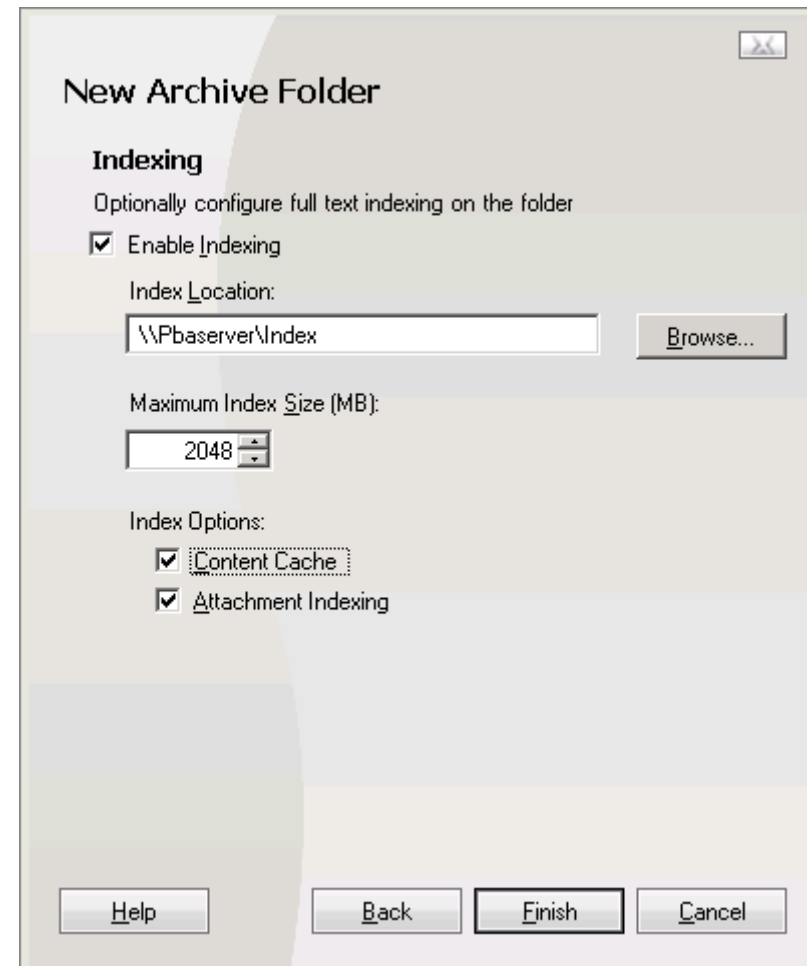 New Archive Folder
Indexing
Optionally configure full text indexing on the folder
Enable Indexing
Index Location:
\\Pbaserver\Index
Browse...
Maximum Index Size (MB):
2048
Index Options:
Content Cache
Attachment Indexing
Help
Back
Finish
Cancel